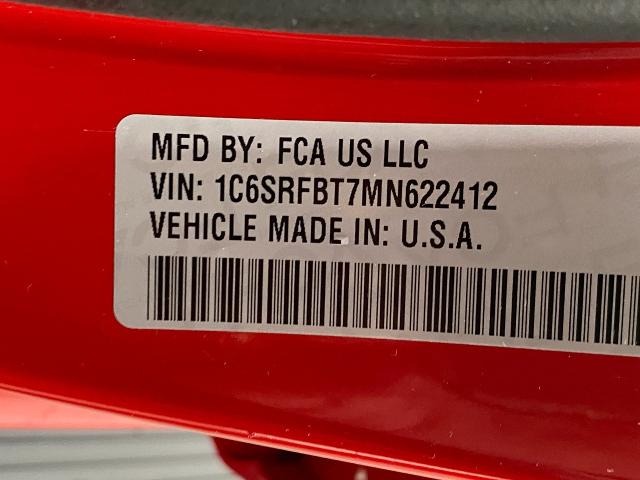 MFD BY: FCA US LLC
VIN: 1C6SRFBT7MN622412
VEHICLE MADE IN: U.S.A.